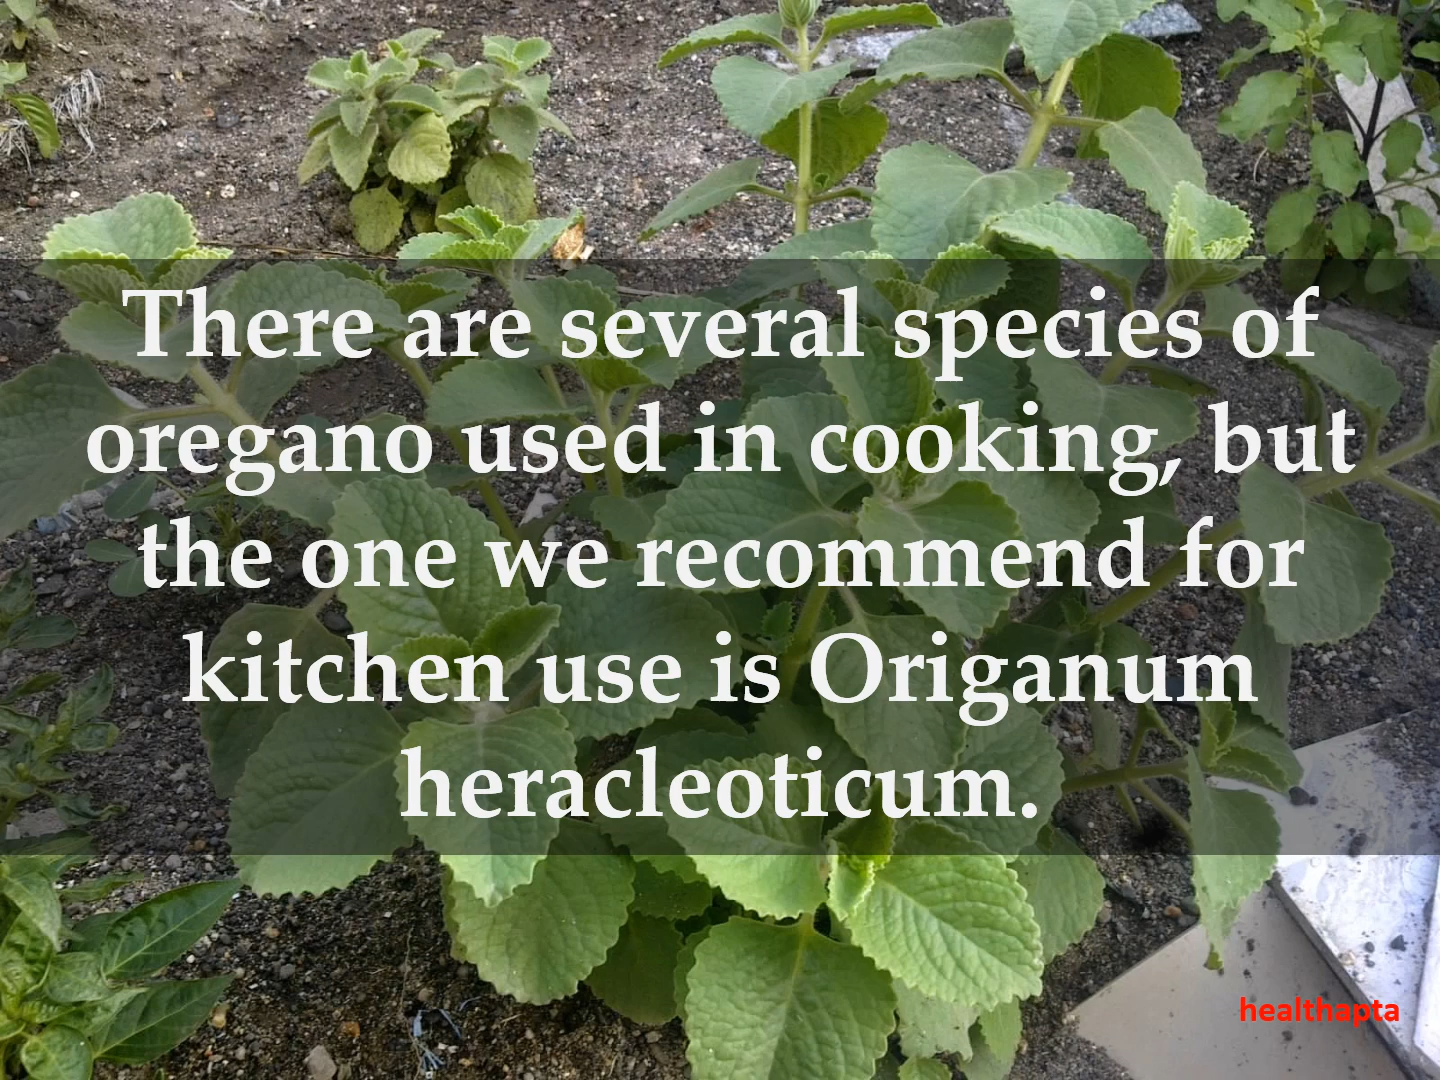 There are several species of
oregano used in cooking, but
the one we recommend for
kitchen use is Origanum
heracleoticum.
healthapta